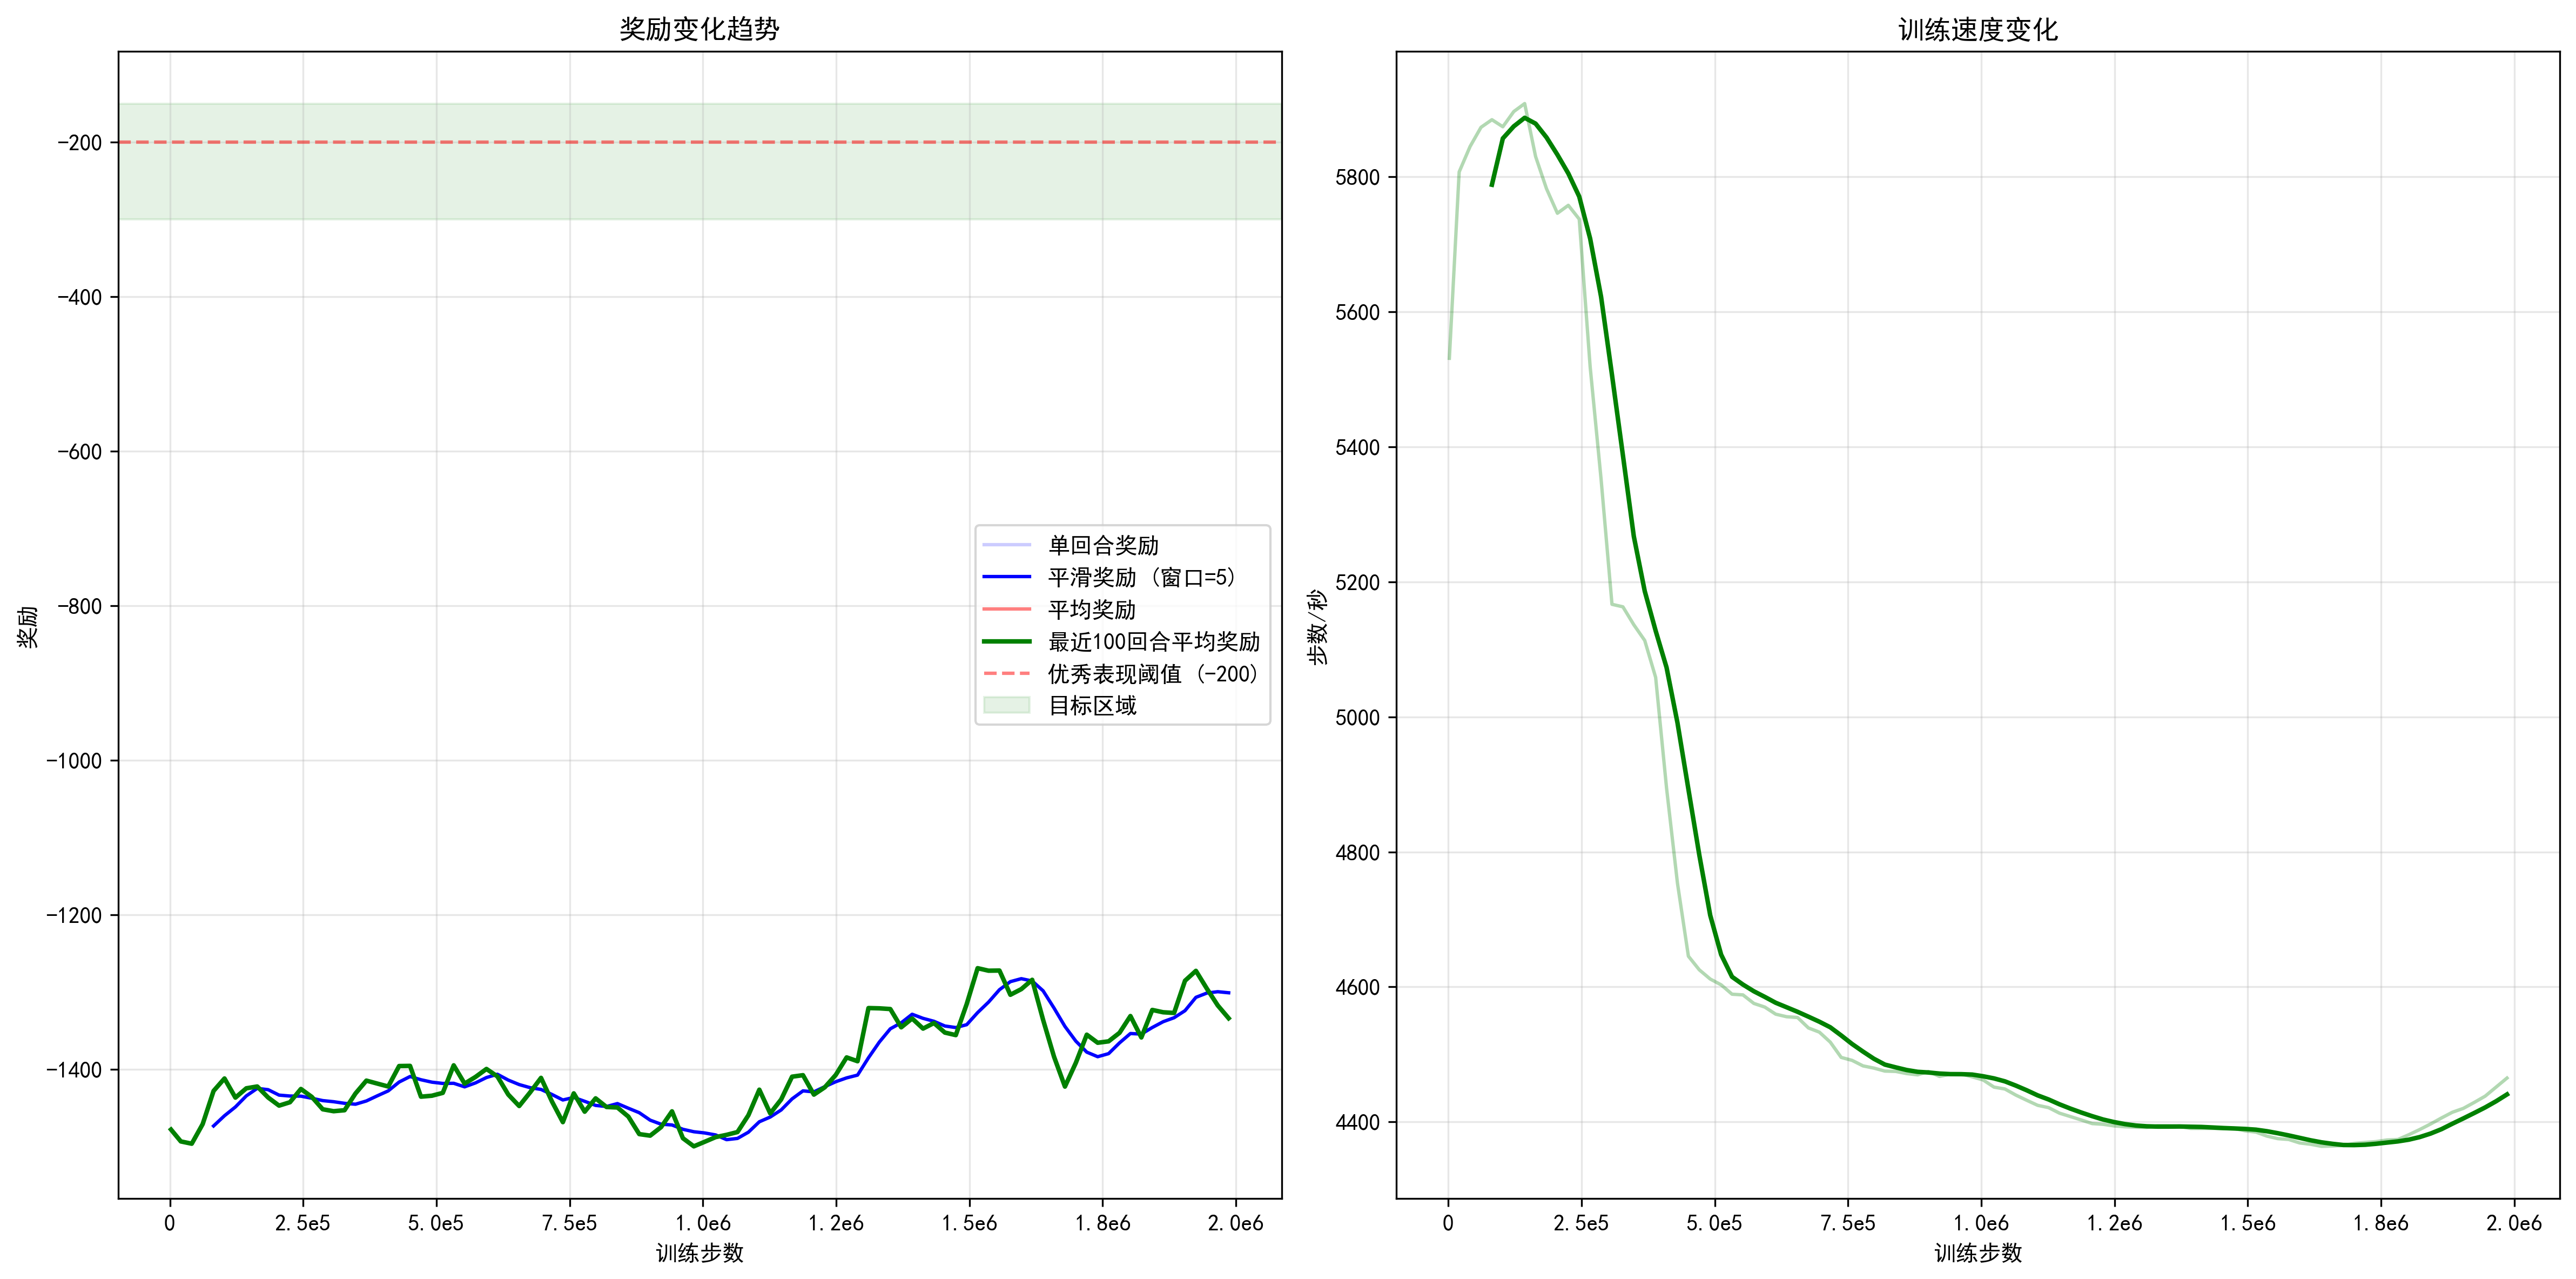 奖励变化趋势
-200
-400
-600
-800
-1000
-1200
-1400
奖励
单回合奖励
平滑奖励 (窗口=5)
平均奖励
最近100回合平均奖励
优秀表现阈值 (-200)
目标区域
0 2.5e5 5.0e5 7.5e5 1.0e6 1.2e6 1.5e6 1.8e6 2.0e6
训练步数
训练速度变化
5800
5600
5400
5200
5000
4800
4600
4400
步数/秒
0 2.5e5 5.0e5 7.5e5 1.0e6 1.2e6 1.5e6 1.8e6 2.0e6
训练步数